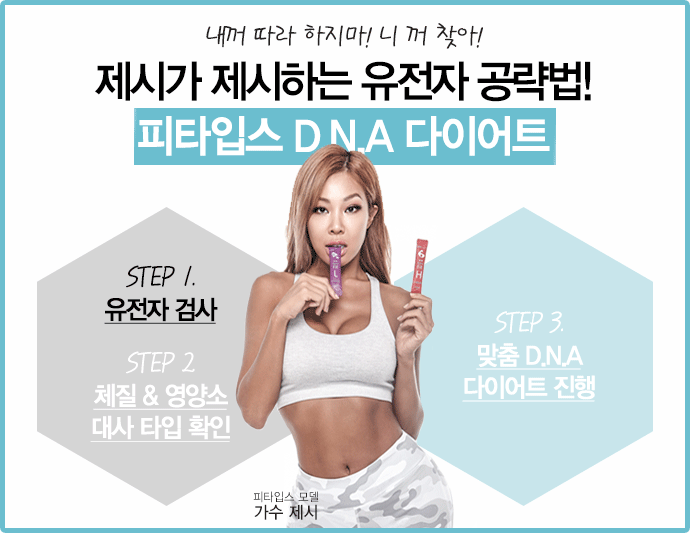 내꺼 따라 하지마! 니 꺼 찾아!
제시가 제시하는 유전자 공략법!
피타입스 D.N.A 다이어트
STEP 1.
유전자 검사
STEP 2
체질 & 영양소
대사 타입 확인
STEP 3.
맞춤 D.N.A
다이어트 진행
피타입스 모델
가수 제시